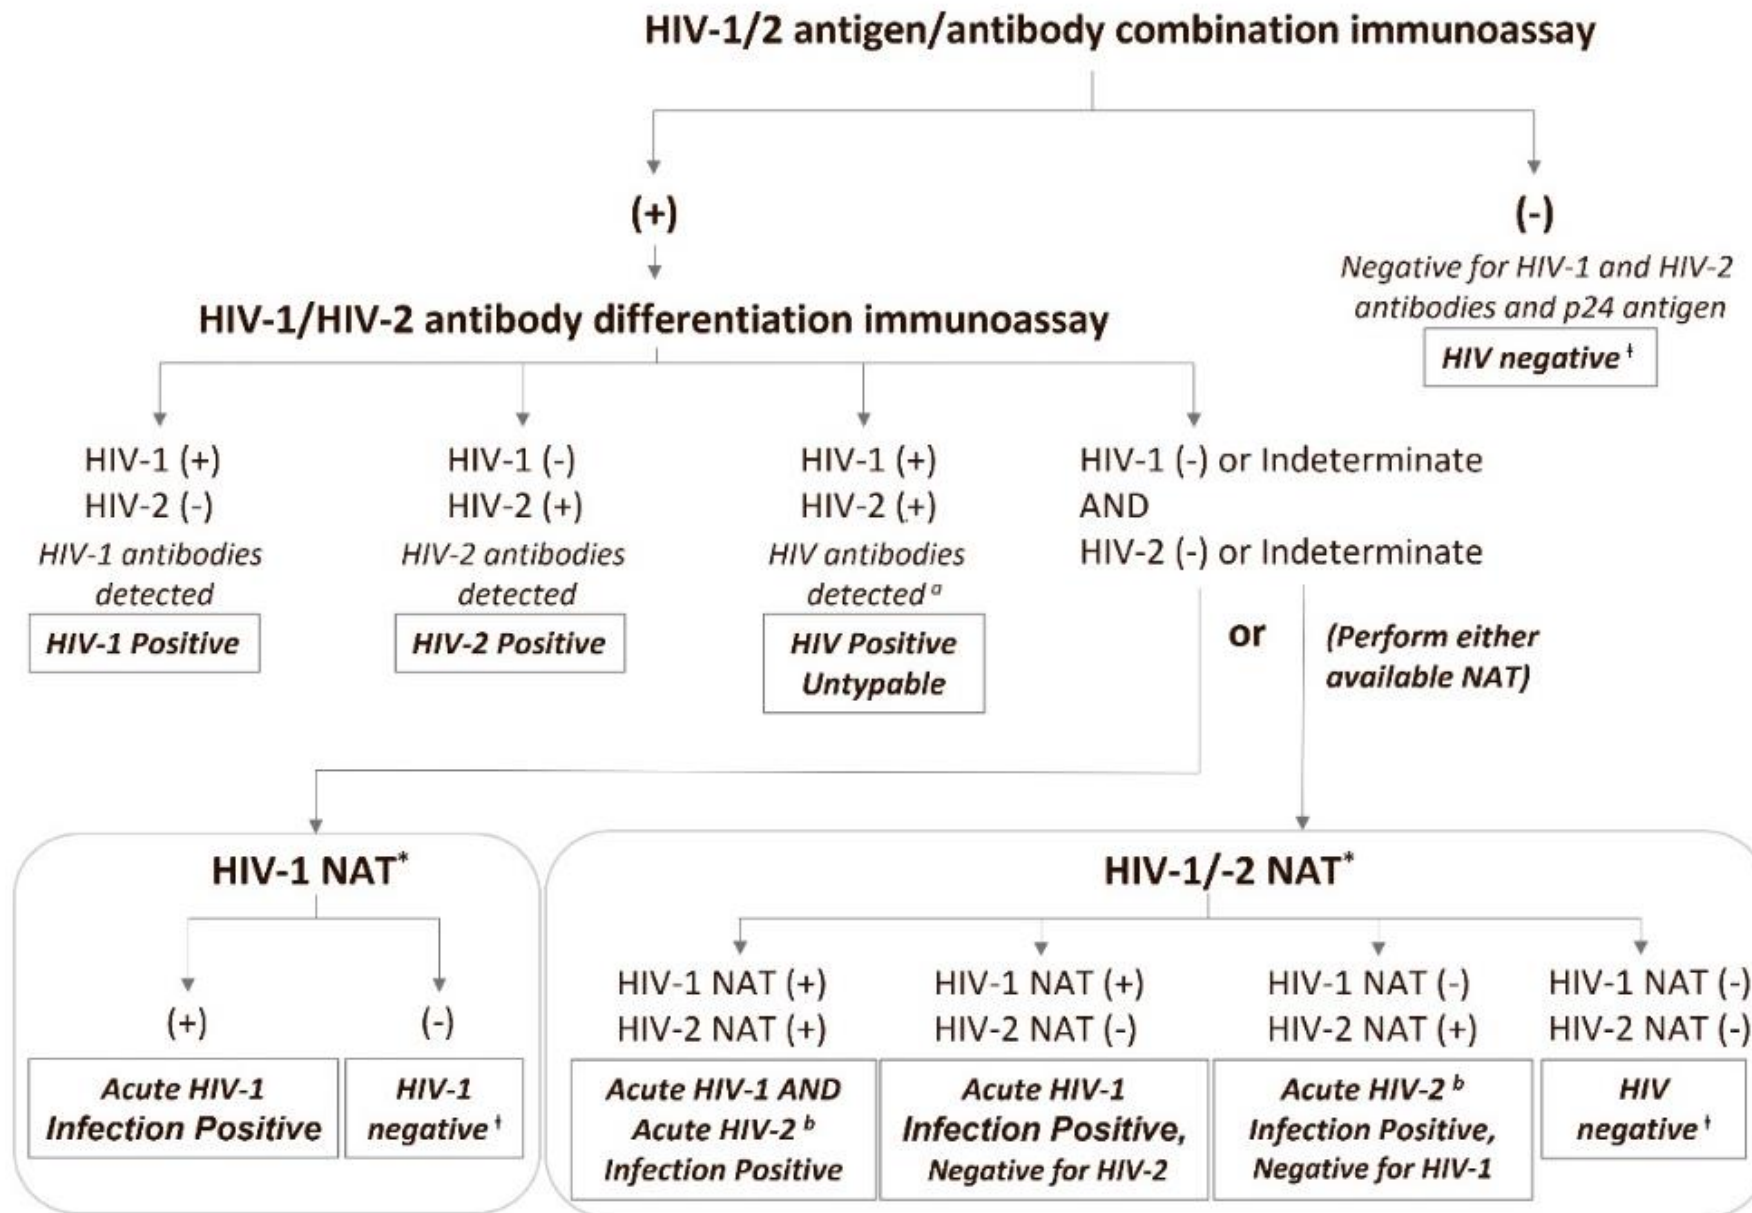 HIV-1/2 antigen/antibody combination immunoassay
(+)
(-)
Negative for HIV-1 and HIV-2
antibodies and p24 antigen
HIV negative ƚ
HIV-1/HIV-2 antibody differentiation immunoassay
HIV-1 (+)
HIV-2 (-)
HIV-1 antibodies
detected
HIV-1 Positive
HIV-1 (-)
HIV-2 (+)
HIV-2 antibodies
detected
HIV-2 Positive
HIV-1 (+)
HIV-2 (+)
HIV antibodies
detected a
HIV Positive
Untypable
HIV-1 (-) or Indeterminate
AND
HIV-2 (-) or Indeterminate
or
(Perform either
available NAT)
HIV-1 NAT*
(+)
Acute HIV-1
Infection Positive
(-)
HIV-1
negative ƚ
HIV-1/-2 NAT*
HIV-1 NAT (+)
HIV-2 NAT (+)
Acute HIV-1 AND
Acute HIV-2 b
Infection Positive
HIV-1 NAT (+)
HIV-2 NAT (-)
Acute HIV-1
Infection Positive,
Negative for HIV-2
HIV-1 NAT (-)
HIV-2 NAT (+)
Acute HIV-2 b
Infection Positive,
Negative for HIV-1
HIV-1 NAT (-)
HIV-2 NAT (-)
HIV
negative ƚ